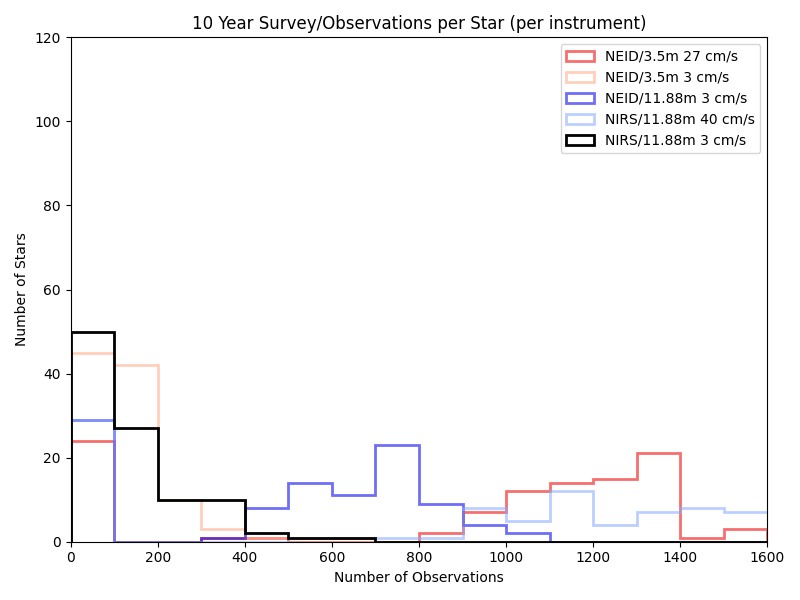 10 Year Survey/Observations per Star (per instrument)
120
100
80
60
40
20
0
Number of Stars
NEID/3.5m 27 cm/s
NEID/3.5m 3 cm/s
NEID/11.88m 3 cm/s
NIRS/11.88m 40 cm/s
NIRS/11.88m 3 cm/s
0 200 400 600 800 1000 1200 1400 1600
Number of Observations